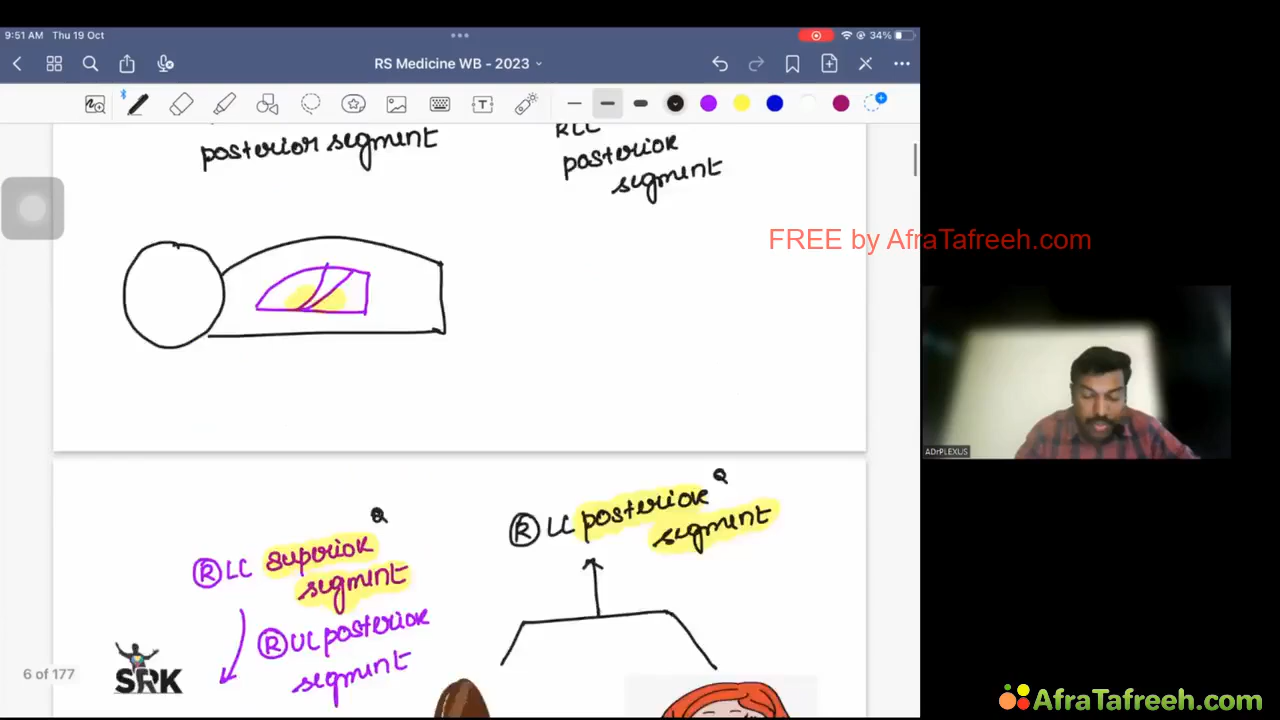 9:51 AM Thu 19 Oct
34%
RS Medicine WB - 2023
posterior segment
RLL
posterior
segment
FREE by AfraTafreeh.com
ADrPLEXUS
Ⓡ LL posterior
segment
Ⓡ LL superior
segment
Ⓡ UL posterior
segment
6 of 177
SRK
AfraTafreeh.com